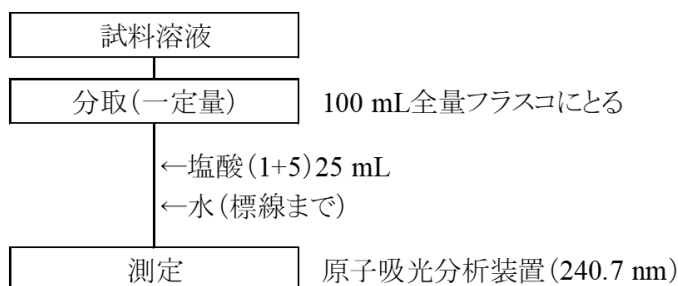 試料溶液
分取(一定量) 100 mL全量フラスコにとる
←塩酸(1+5)25 mL
←水(標線まで)
測定 原子吸光分析装置(240.7 nm)